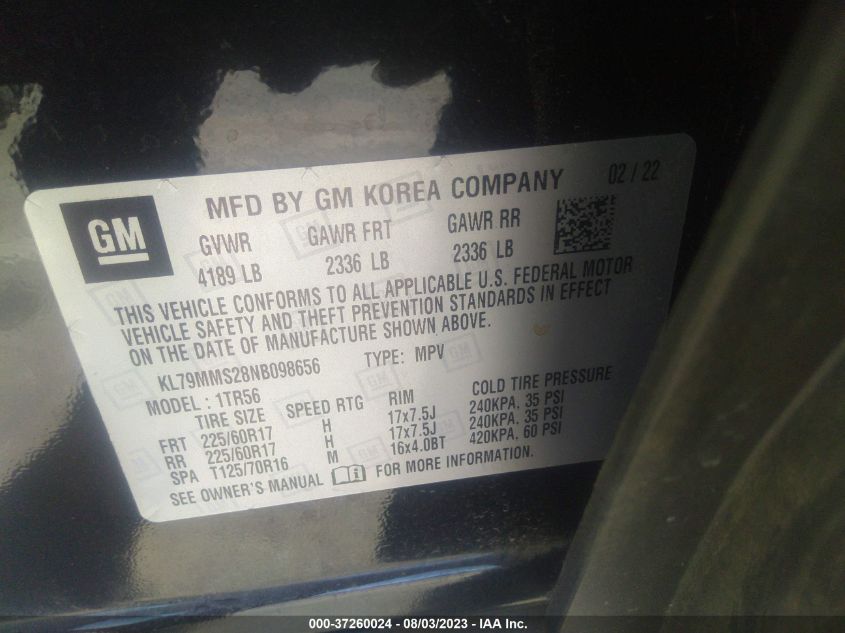 MFD BY GM KOREA COMPANY 02 / 22
GM
GVWR GAWR FRT GAWR RR
4189 LB 2336 LB 2336 LB
THIS VEHICLE CONFORMS TO ALL APPLICABLE U.S. FEDERAL MOTOR
VEHICLE SAFETY AND THEFT PREVENTION STANDARDS IN EFFECT
ON THE DATE OF MANUFACTURE SHOWN ABOVE.
KL79MMS28NB098656 TYPE: MPV
MODEL : 1TR56
TIRE SIZE SPEED RTG RIM COLD TIRE PRESSURE
FRT 225/60R17 H 17x7.5J 240KPA, 35 PSI
RR 225/60R17 H 17x7.5J 240KPA, 35 PSI
SPA T125/70R16 M 16x4.0BT 420KPA, 60 PSI
SEE OWNER'S MANUAL FOR MORE INFORMATION.
000-37260024 - 08/03/2023 - IAA Inc.